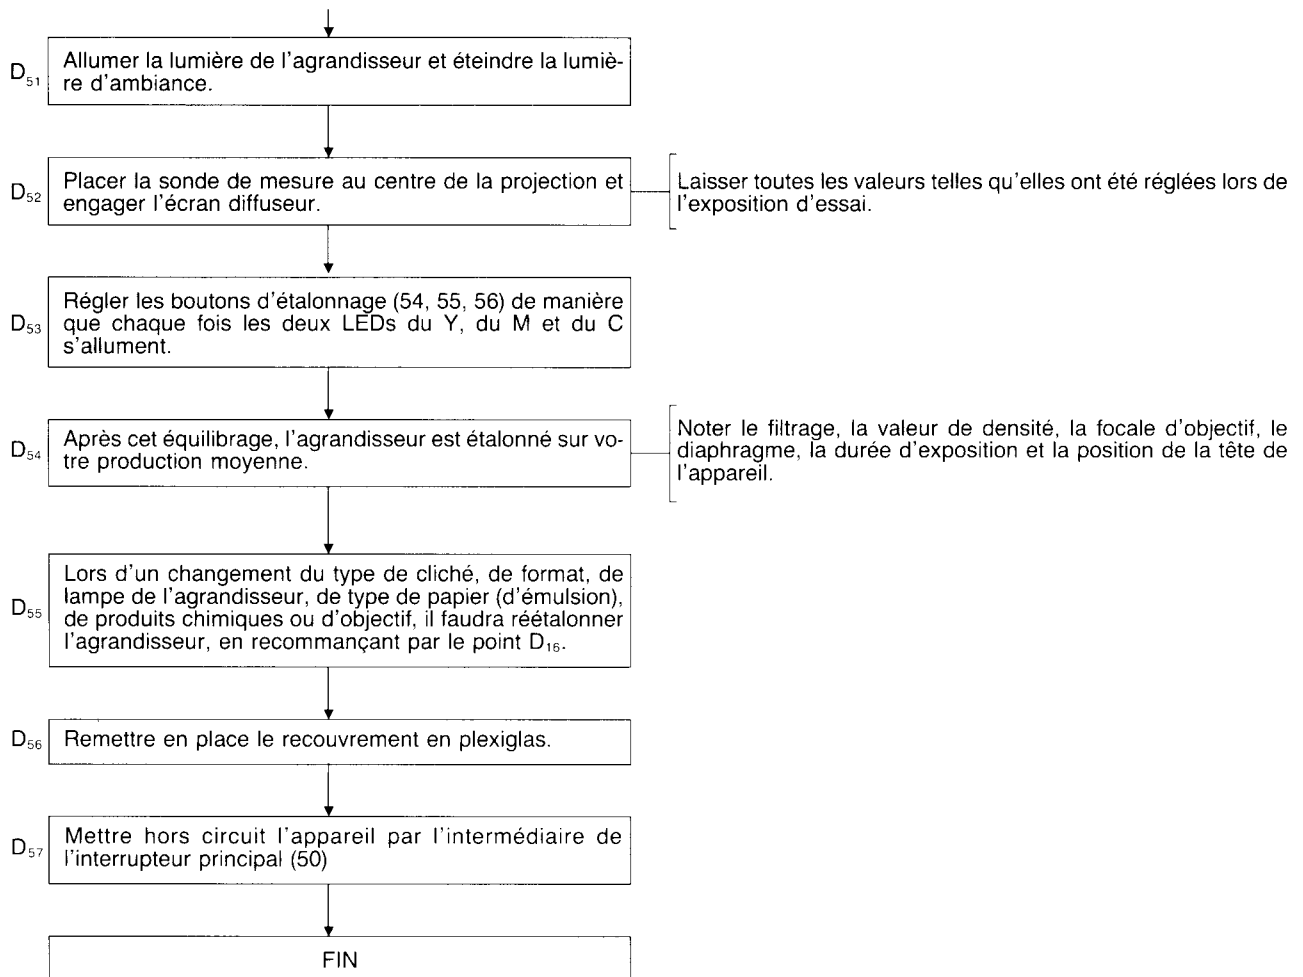 D51
Allumer la lumière de l'agrandisseur et éteindre la lumiè-
re d'ambiance.
D52
Placer la sonde de mesure au centre de la projection et
engager l'écran diffuseur.
Laisser toutes les valeurs telles qu'elles ont été réglées lors de
l'exposition d'essai.
D53
Régler les boutons d'étalonnage (54, 55, 56) de manière
que chaque fois les deux LEDs du Y, du M et du C
s'allument.
D54
Après cet équilibrage, l'agrandisseur est étalonné sur vo-
tre production moyenne.
Noter le filtrage, la valeur de densité, la focale d'objectif, le
diaphragme, la durée d'exposition et la position de la tête de
l'appareil.
D55
Lors d'un changement du type de cliché, de format, de
lampe de l'agrandisseur, de type de papier (d'émulsion),
de produits chimiques ou d'objectif, il faudra réétalonner
l'agrandisseur, en recommançant par le point D16.
D56
Remettre en place le recouvrement en plexiglas.
D57
Mettre hors circuit l'appareil par l'intermédiaire de
l'interrupteur principal (50)
FIN